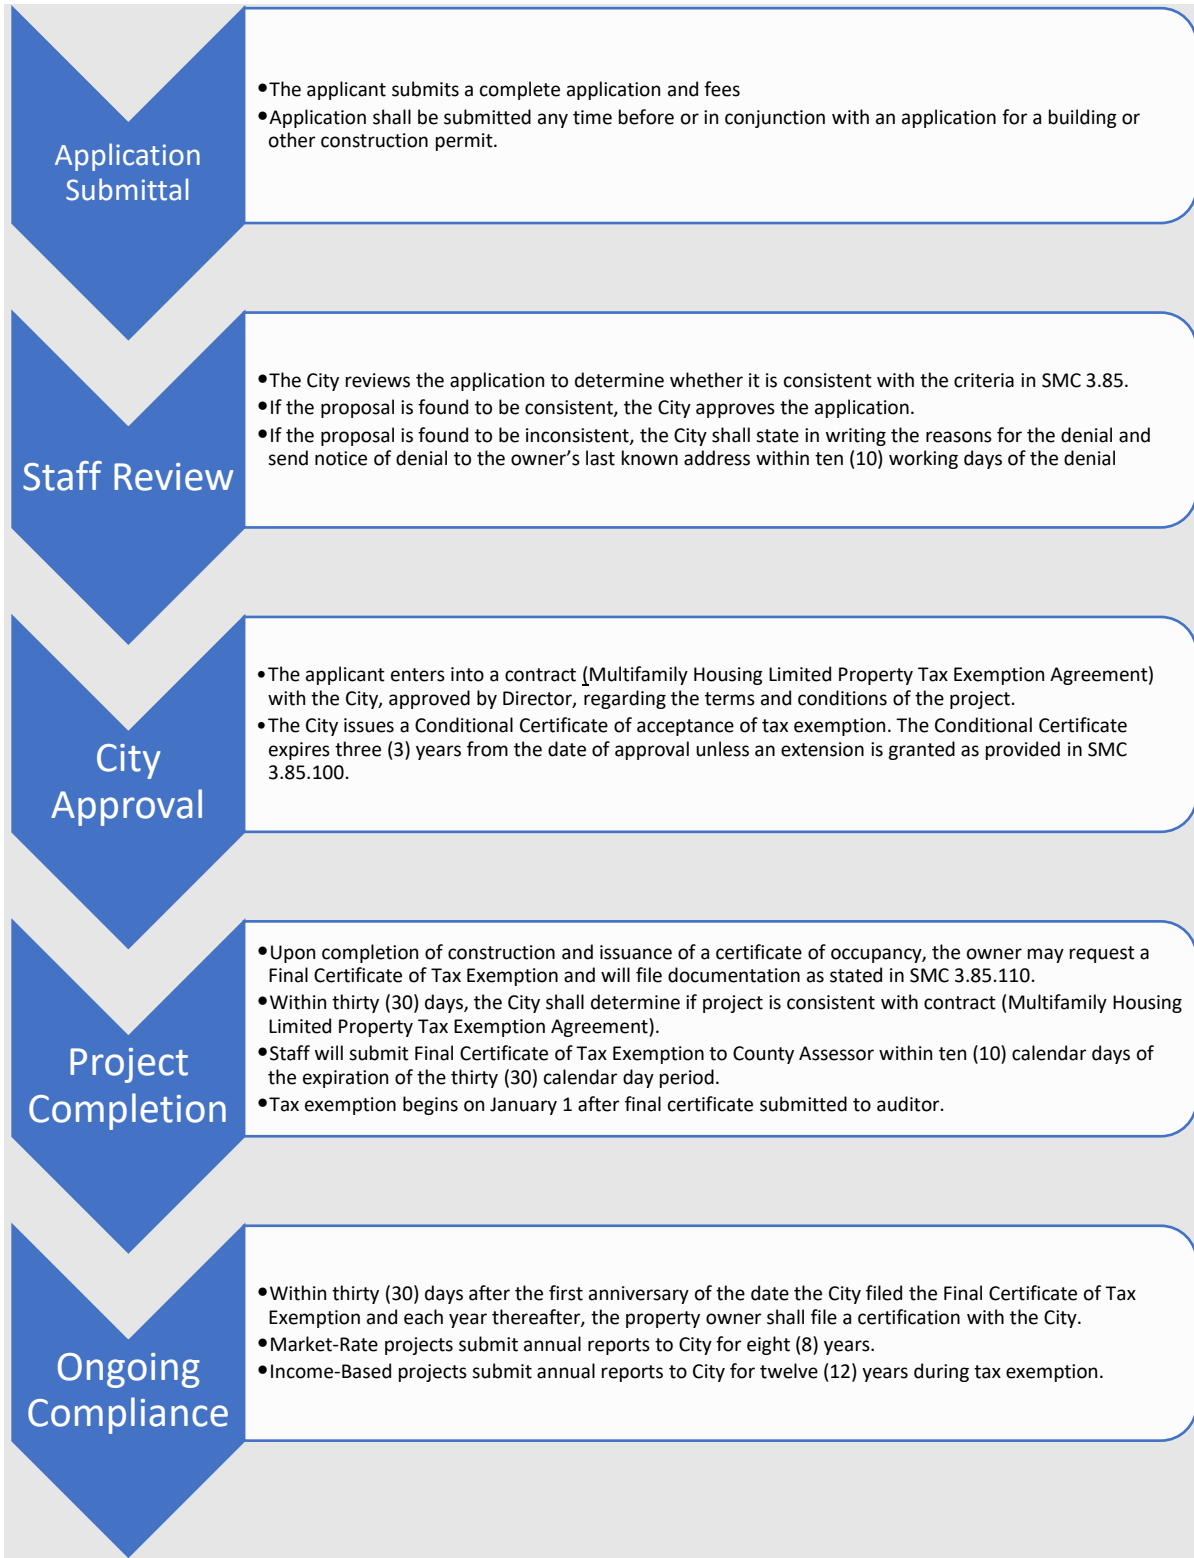 Application
Submittal
•The applicant submits a complete application and fees
•Application shall be submitted any time before or in conjunction with an application for a building or
other construction permit.
Staff Review
•The City reviews the application to determine whether it is consistent with the criteria in SMC 3.85.
•If the proposal is found to be consistent, the City approves the application.
•If the proposal is found to be inconsistent, the City shall state in writing the reasons for the denial and
send notice of denial to the owner’s last known address within ten (10) working days of the denial
City
Approval
•The applicant enters into a contract (Multifamily Housing Limited Property Tax Exemption Agreement)
with the City, approved by Director, regarding the terms and conditions of the project.
•The City issues a Conditional Certificate of acceptance of tax exemption. The Conditional Certificate
expires three (3) years from the date of approval unless an extension is granted as provided in SMC
3.85.100.
Project
Completion
•Upon completion of construction and issuance of a certificate of occupancy, the owner may request a
Final Certificate of Tax Exemption and will file documentation as stated in SMC 3.85.110.
•Within thirty (30) days, the City shall determine if project is consistent with contract (Multifamily Housing
Limited Property Tax Exemption Agreement).
•Staff will submit Final Certificate of Tax Exemption to County Assessor within ten (10) calendar days of
the expiration of the thirty (30) calendar day period.
•Tax exemption begins on January 1 after final certificate submitted to auditor.
Ongoing
Compliance
•Within thirty (30) days after the first anniversary of the date the City filed the Final Certificate of Tax
Exemption and each year thereafter, the property owner shall file a certification with the City.
•Market-Rate projects submit annual reports to City for eight (8) years.
•Income-Based projects submit annual reports to City for twelve (12) years during tax exemption.